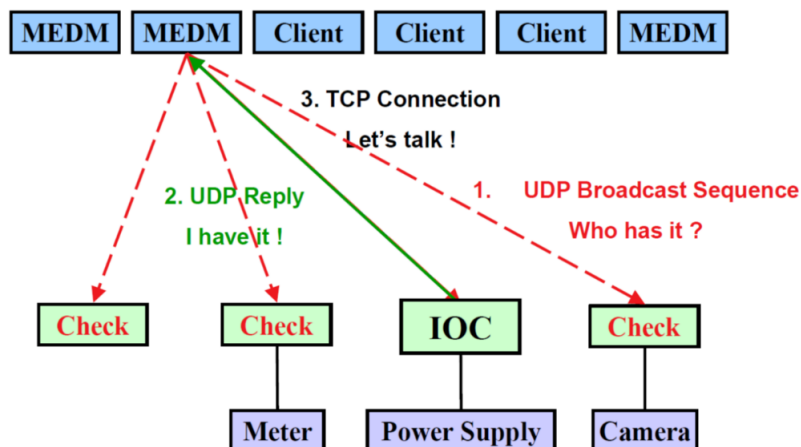 MEDM MEDM Client Client Client MEDM
3. TCP Connection
Let's talk !
2. UDP Reply
I have it !
1. UDP Broadcast Sequence
Who has it ?
Check Check IOC Check
Meter Power Supply Camera